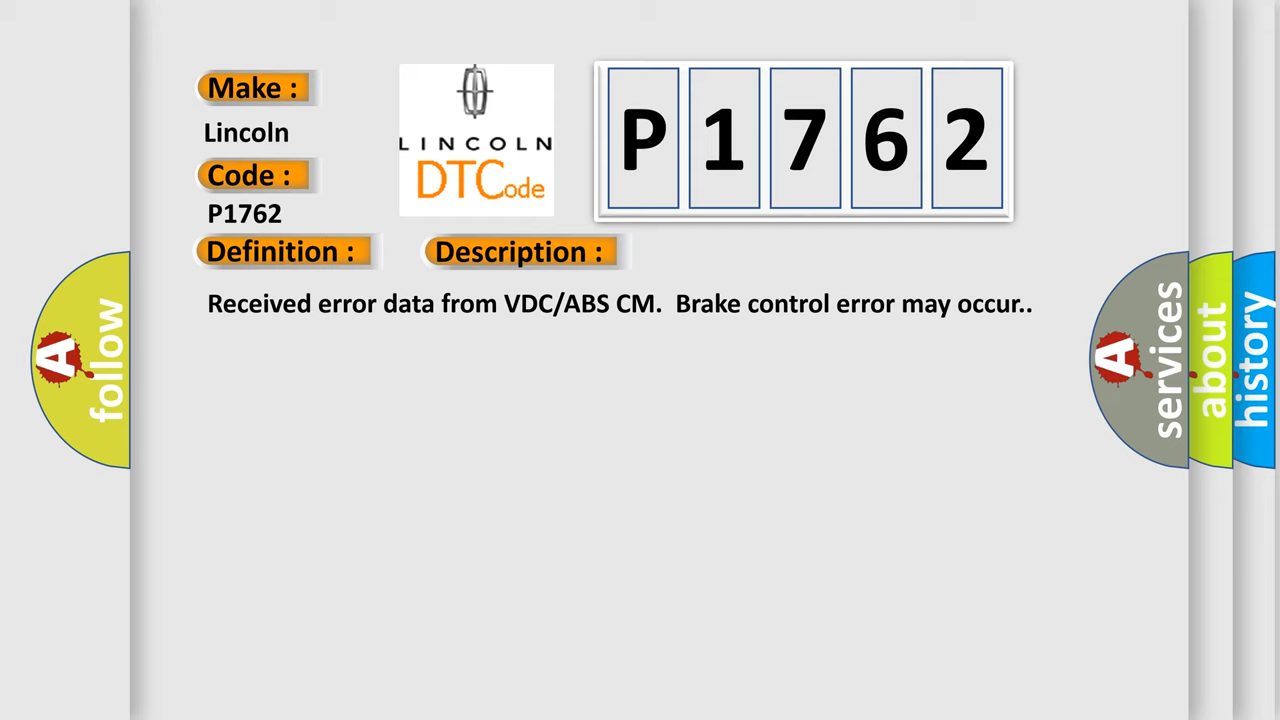 Make :
Lincoln
Code :
P1762
LINCOLN
DTCode
P 1 7 6 2
Definition :
Description :
Received error data from VDC/ABS CM. Brake control error may occur..
A
follow
A
services
about
history